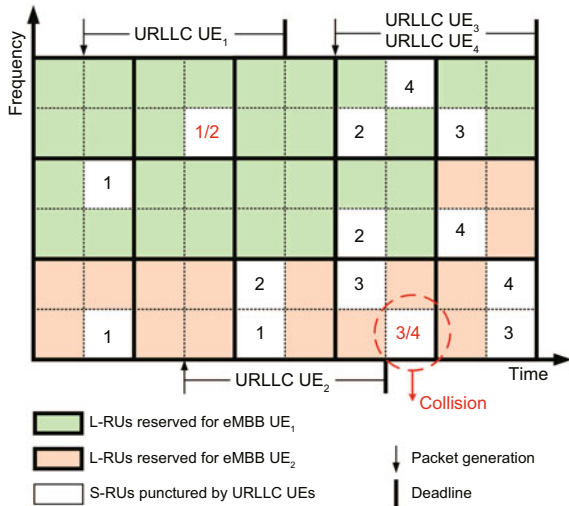 URLLC UE₁
URLLC UE₃
URLLC UE₄
Frequency
4
1/2
2
3
1
2
4
2
3
4
1
1
3/4
3
Time
URLLC UE₂
Collision
L-RUs reserved for eMBB UE₁
L-RUs reserved for eMBB UE₂
Packet generation
S-RUs punctured by URLLC UEs
Deadline